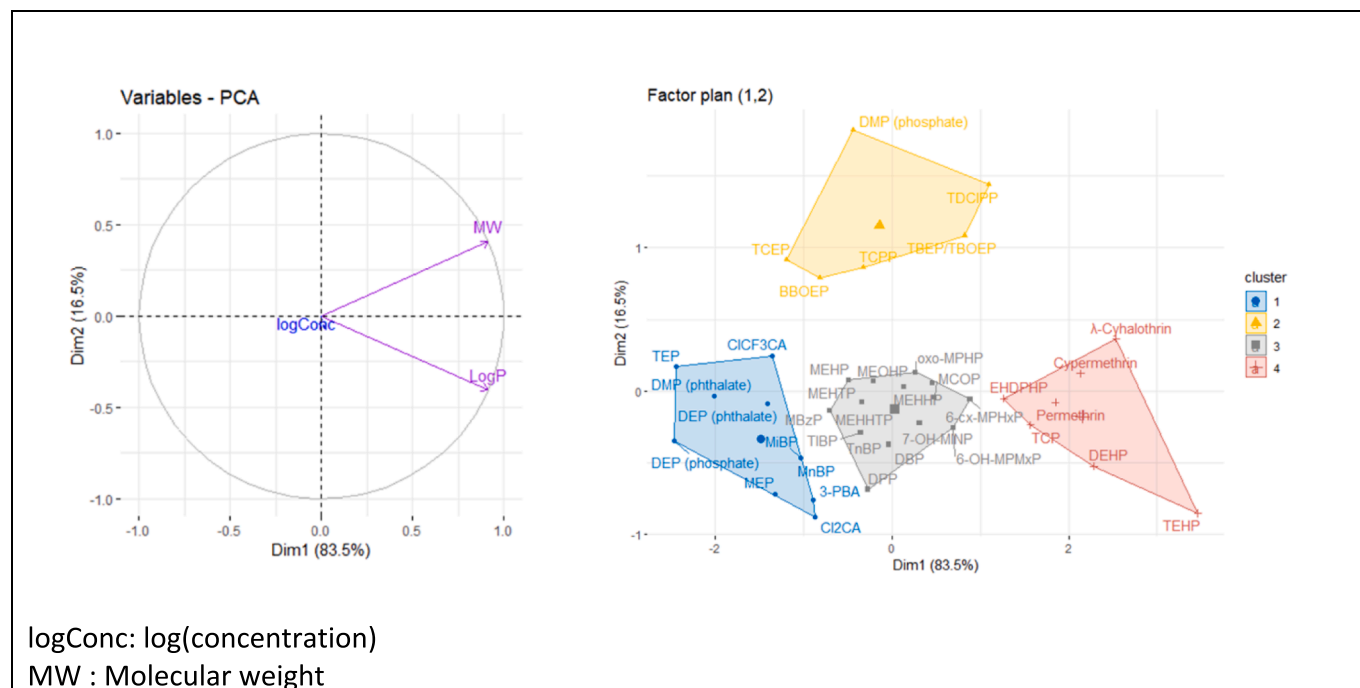 Variables - PCA
1.0
0.5
0.0
-0.5
-1.0
Dim2 (16.5%)
MW
logConc
LogP
-1.0 -0.5 0.0 0.5 1.0
Dim1 (83.5%)
Factor plan (1,2)
1
0
-1
Dim2 (16.5%)
DMP (phosphate)
TDCIPP
TCEP
TCPP
TBEP/TBOEP
BBOEP
ClCF3CA
TEP
DMP (phthalate)
DEP (phthalate)
MiBP
DEP (phosphate)
MnBP
MEP
3-PBA
Cl2CA
oxo-MPHP
MEHP
MEOHP
MCOP
MEHTP
MEHHP
MBzP
MEHHTP
6-cx-MPHxP
TIBP
TnBP
7-OH-MINP
DBP
6-OH-MPMxP
DPP
λ-Cyhalothrin
Cypermethrin
EHDPHP
Permethrin
TCP
DEHP
TEHP
-2 0 2
Dim1 (83.5%)
cluster
1
2
3
4
logConc: log(concentration)
MW : Molecular weight